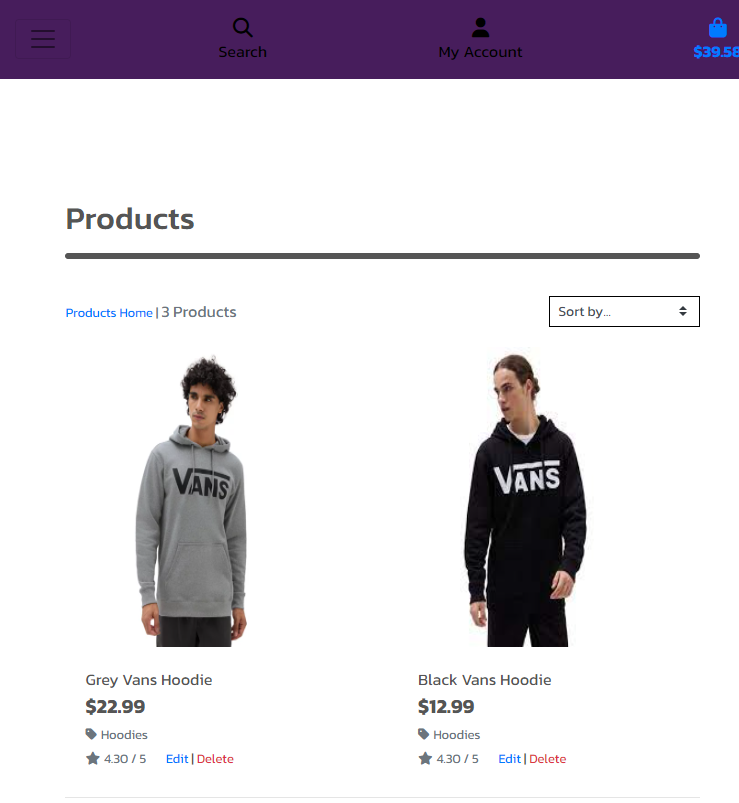 Search
My Account
$39.58
Products
Products Home | 3 Products
Sort by...
VANS
VANS
Grey Vans Hoodie
$22.99
Hoodies
4.30 / 5 Edit | Delete
Black Vans Hoodie
$12.99
Hoodies
4.30 / 5 Edit | Delete